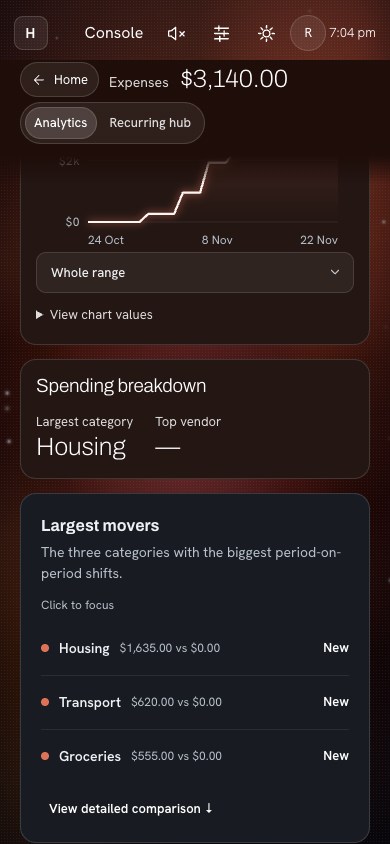 H
Console
R
7:04 pm
← Home
Expenses $3,140.00
Analytics
Recurring hub
$2K
$0
24 Oct
8 Nov
22 Nov
Whole range
View chart values
Spending breakdown
Largest category
Top vendor
Housing
—
Largest movers
The three categories with the biggest period-on-
period shifts.
Click to focus
Housing $1,635.00 vs $0.00 New
Transport $620.00 vs $0.00 New
Groceries $555.00 vs $0.00 New
View detailed comparison ↓